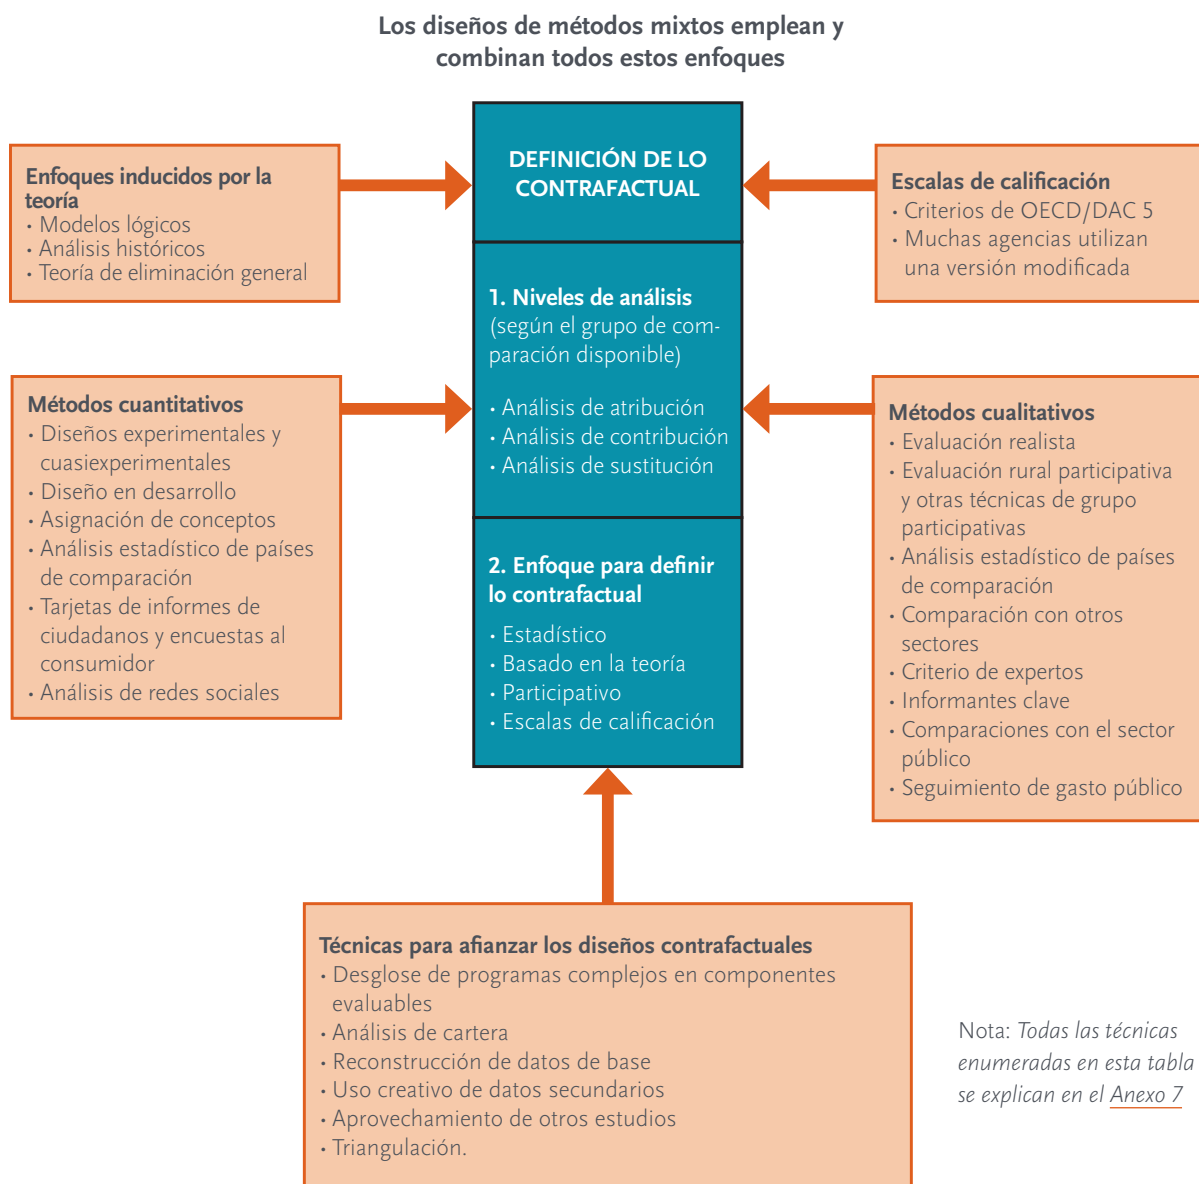 Los diseños de métodos mixtos emplean y
combinan todos estos enfoques
Enfoques inducidos por la
teoría
• Modelos lógicos
• Análisis históricos
• Teoría de eliminación general
DEFINICIÓN DE LO
CONTRAFACTUAL
Escalas de calificación
• Criterios de OECD/DAC 5
• Muchas agencias utilizan
una versión modificada
1. Niveles de análisis
(según el grupo de com-
paración disponible)
• Análisis de atribución
• Análisis de contribución
• Análisis de sustitución
Métodos cuantitativos
• Diseños experimentales y
cuasiexperimentales
• Diseño en desarrollo
• Asignación de conceptos
• Análisis estadístico de países
de comparación
• Tarjetas de informes de
ciudadanos y encuestas al
consumidor
• Análisis de redes sociales
Métodos cualitativos
• Evaluación realista
• Evaluación rural participativa
y otras técnicas de grupo
participativas
• Análisis estadístico de países
de comparación
• Comparación con otros
sectores
• Criterio de expertos
• Informantes clave
• Comparaciones con el sector
público
• Seguimiento de gasto público
2. Enfoque para definir
lo contrafactual
• Estadístico
• Basado en la teoría
• Participativo
• Escalas de calificación
Técnicas para afianzar los diseños contrafactuales
• Desglose de programas complejos en componentes
evaluables
• Análisis de cartera
• Reconstrucción de datos de base
• Uso creativo de datos secundarios
• Aprovechamiento de otros estudios
• Triangulación.
Nota: Todas las técnicas
enumeradas en esta tabla
se explican en el Anexo 7